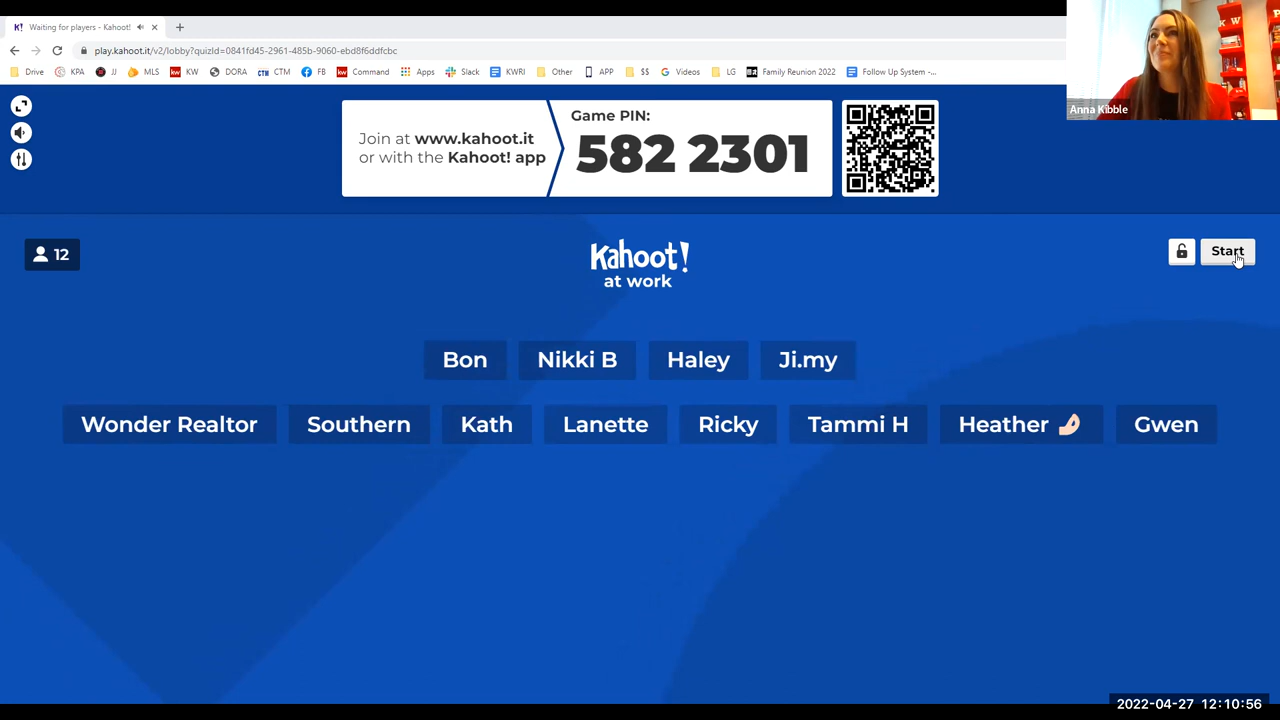 K! Waiting for players - Kahoot!
play.kahoot.it/v2/lobby?quizId=0841fd45-2961-485b-9060-ebd8f6ddfcbc
Drive KPA JJ MLS KW DORA CTM CTM FB Command Apps Slack KWRI Other APP $$ Videos LG Family Reunion 2022 Follow Up System -...
K W P
Anna Kibble
Join at www.kahoot.it
or with the Kahoot! app
Game PIN:
582 2301
12
Kahoot!
at work
Start
Bon Nikki B Haley Ji.my
Wonder Realtor Southern Kath Lanette Ricky Tammi H Heather 🤌🏻 Gwen
2022-04-27 12:10:56